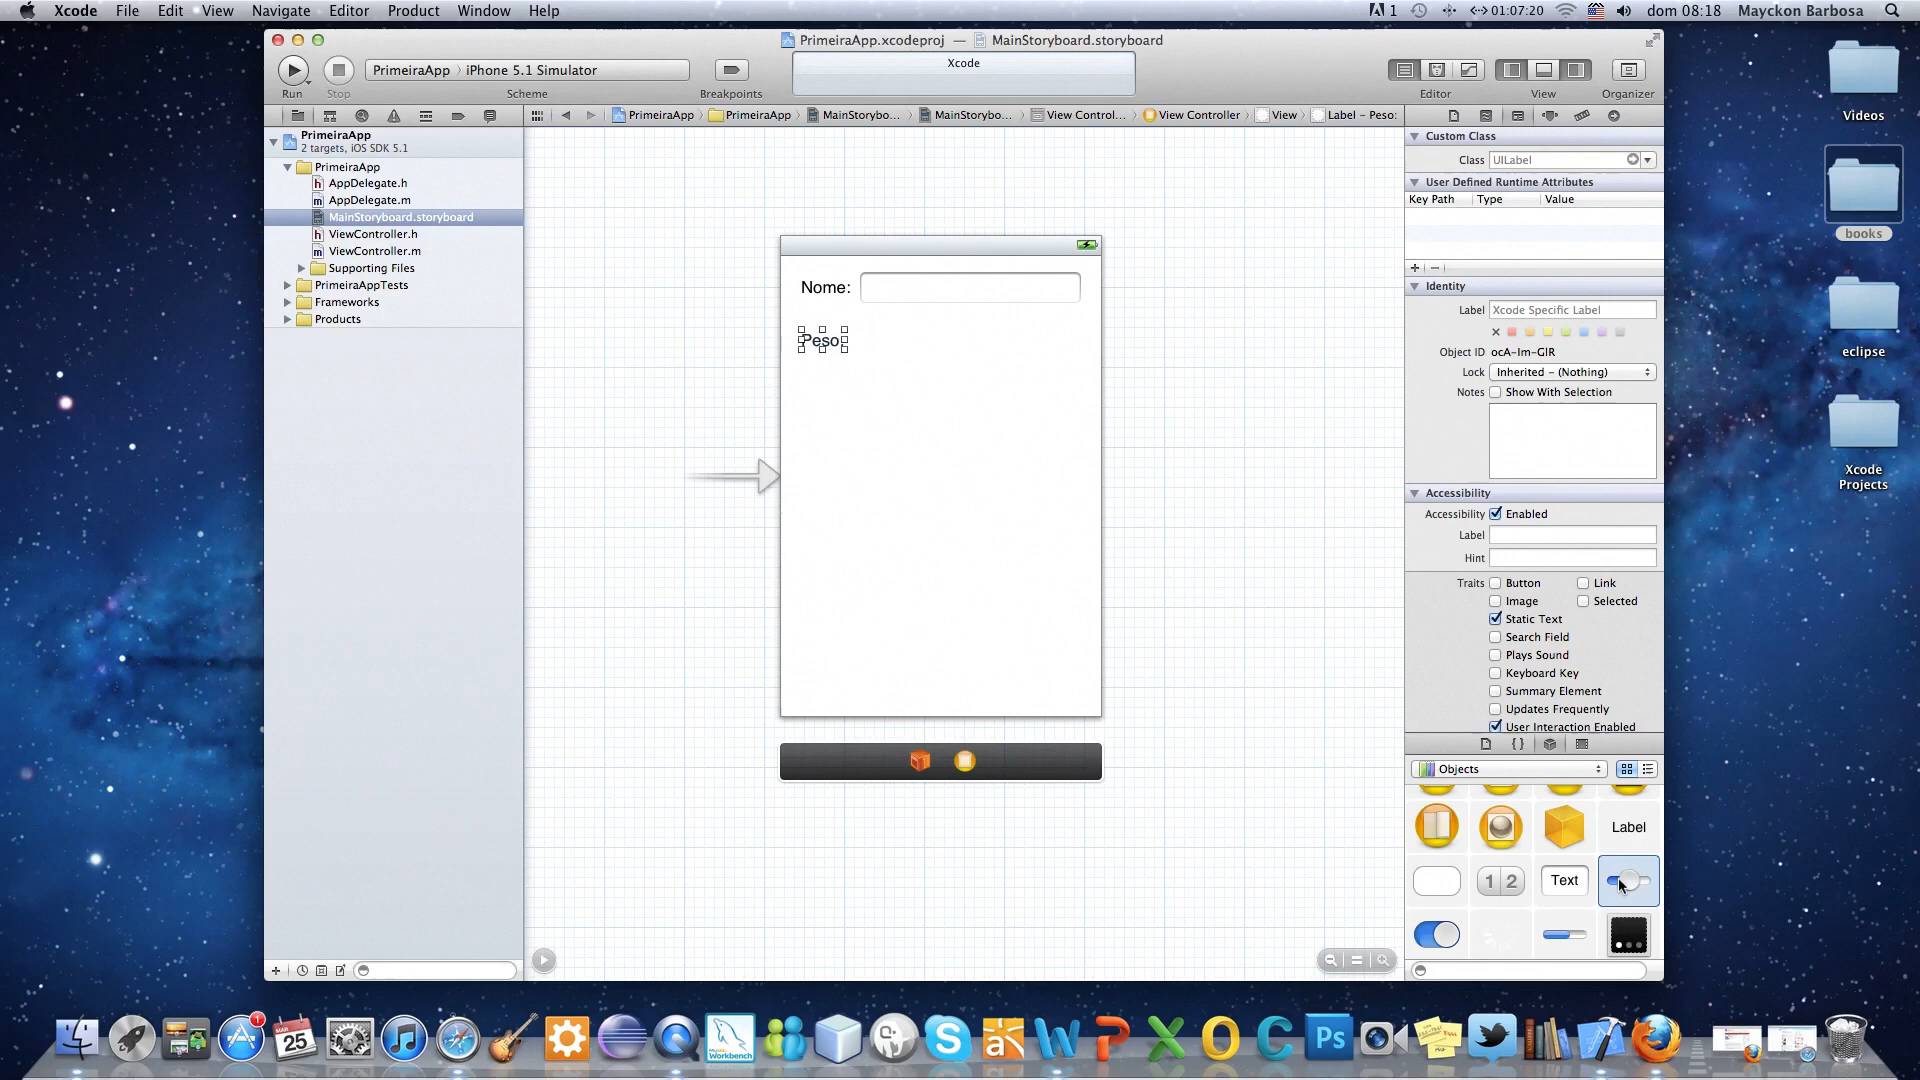 Xcode File Edit View Navigate Editor Product Window Help
1 01:07:20 dom 08:18 Mayckon Barbosa
PrimeiraApp.xcodeproj — MainStoryboard.storyboard
PrimeiraApp iPhone 5.1 Simulator
Xcode
Run Stop Scheme Breakpoints Editor View Organizer
PrimeiraApp PrimeiraApp MainStorybo... MainStorybo... View Control... View Controller View Label – Peso:
PrimeiraApp
2 targets, iOS SDK 5.1
PrimeiraApp
AppDelegate.h
AppDelegate.m
MainStoryboard.storyboard
ViewController.h
ViewController.m
Supporting Files
PrimeiraAppTests
Frameworks
Products
Nome:
Peso:
Custom Class
Class UILabel
User Defined Runtime Attributes
Key Path Type Value
Identity
Label Xcode Specific Label
Object ID ocA-Im-GIR
Lock Inherited – (Nothing)
Notes Show With Selection
Accessibility
Accessibility Enabled
Label
Hint
Traits Button Link
Image Selected
Static Text
Search Field
Plays Sound
Keyboard Key
Summary Element
Updates Frequently
User Interaction Enabled
Objects
Label
1 2 Text
Videos
books
eclipse
Xcode
Projects
1
MAR
25
MySQL
Workbench
Ps